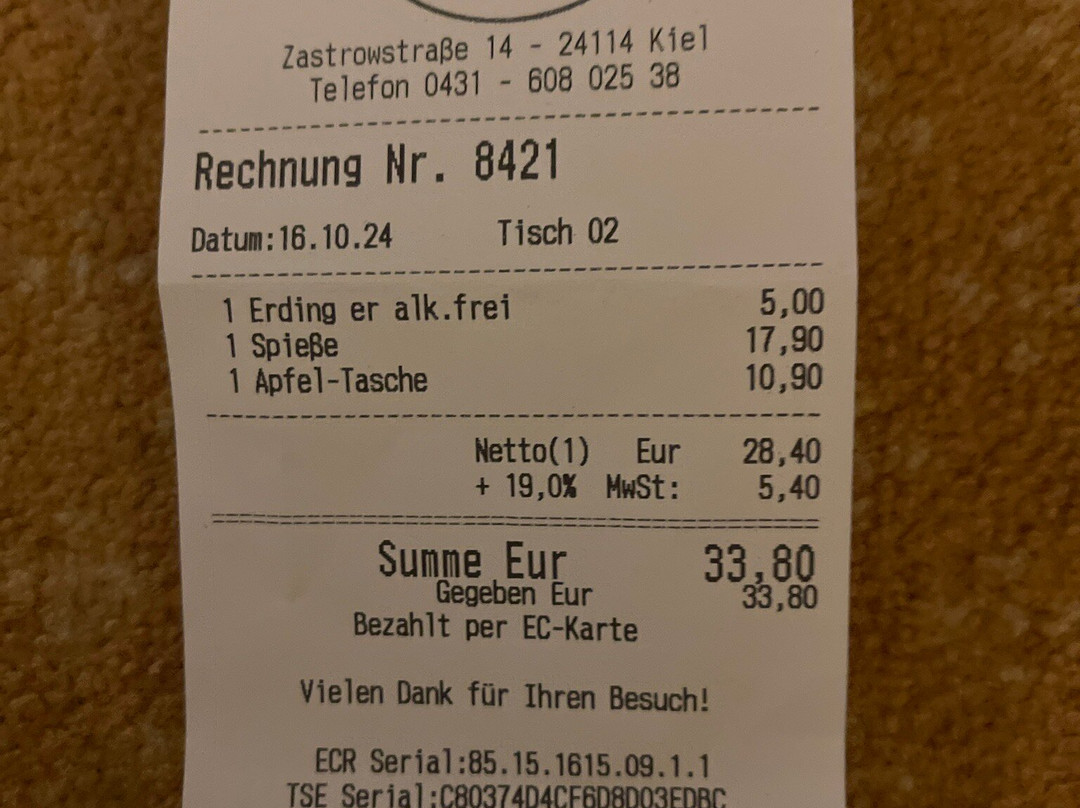 Zastrowstraße 14 - 24114 Kiel
Telefon 0431 - 608 025 38
Rechnung Nr. 8421
Datum:16.10.24 Tisch 02
1 Erding er alk.frei 5,00
1 Spieße 17,90
1 Apfel-Tasche 10,90
Netto(1) Eur 28,40
+ 19,0% MwSt: 5,40
Summe Eur 33,80
Gegeben Eur 33,80
Bezahlt per EC-Karte
Vielen Dank für Ihren Besuch!
ECR Serial:85.15.1615.09.1.1
TSE Serial:C80374D4CF6D8D03EDBC